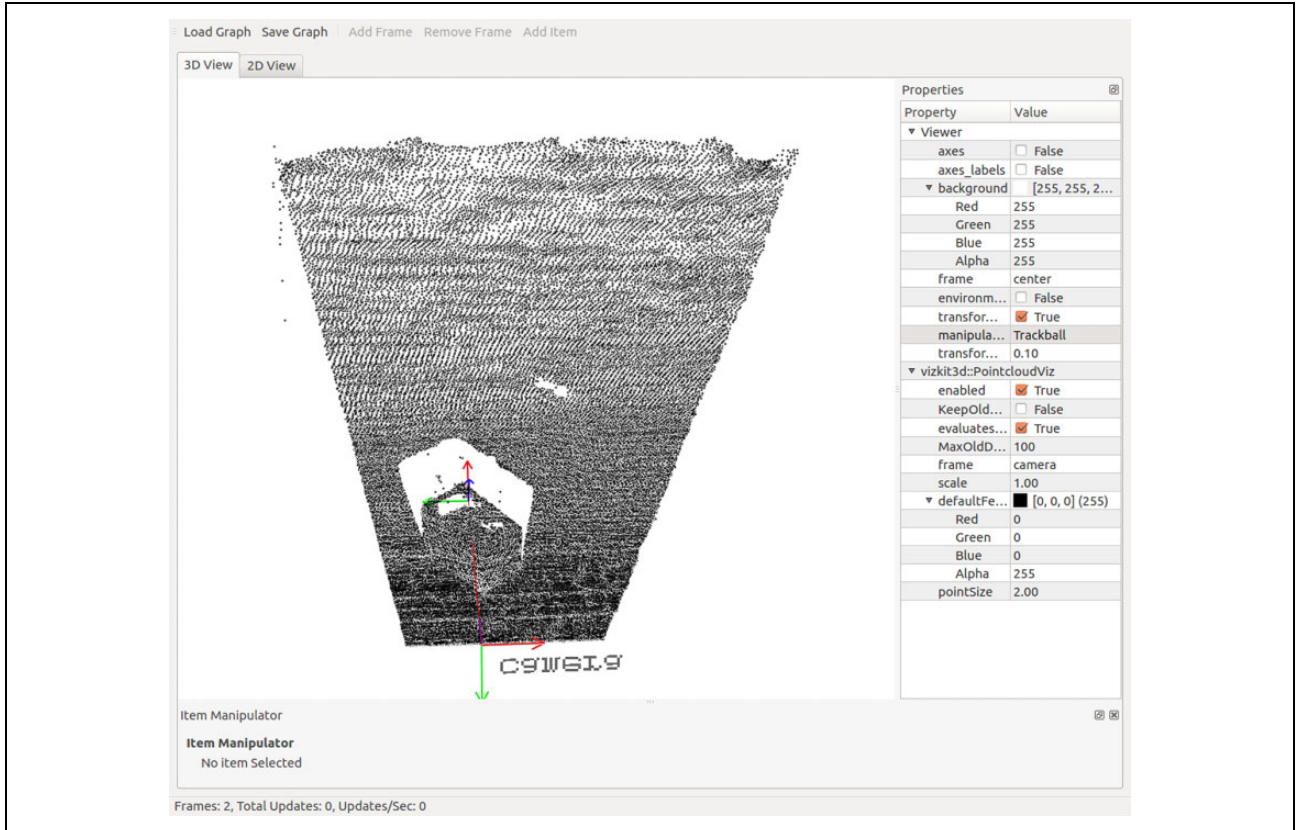 Load Graph Save Graph Add Frame Remove Frame Add Item
3D View 2D View
Properties
Property Value
Viewer
axes False
axes_labels False
background [255, 255, 2...
Red 255
Green 255
Blue 255
Alpha 255
frame center
environm... False
transfor... True
manipula... Trackball
transfor... 0.10
vizkit3d::PointcloudViz
enabled True
KeepOld... False
evaluates... True
MaxOldD... 100
frame camera
scale 1.00
defaultFe... [0, 0, 0] (255)
Red 0
Green 0
Blue 0
Alpha 255
pointSize 2.00
camera
Item Manipulator
Item Manipulator
No item Selected
Frames: 2, Total Updates: 0, Updates/Sec: 0